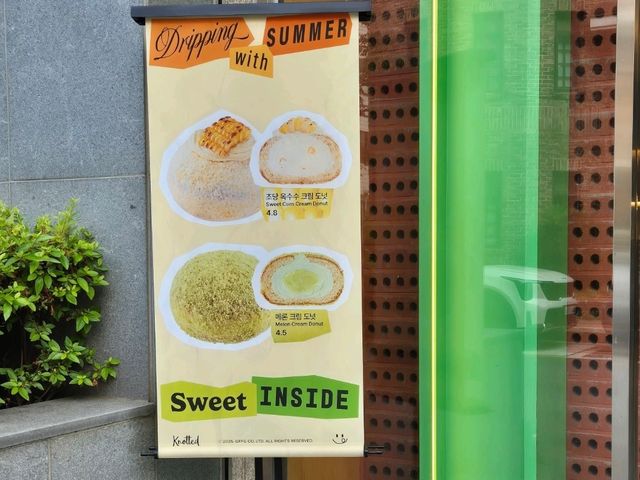 Dripping
with
SUMMER
초당 옥수수 크림 도넛
Sweet Corn Cream Donut
4.8
메론 크림 도넛
Melon Cream Donut
4.5
Sweet INSIDE
Knotted
© 2025. GFFG CO., LTD. ALL RIGHTS RESERVED.